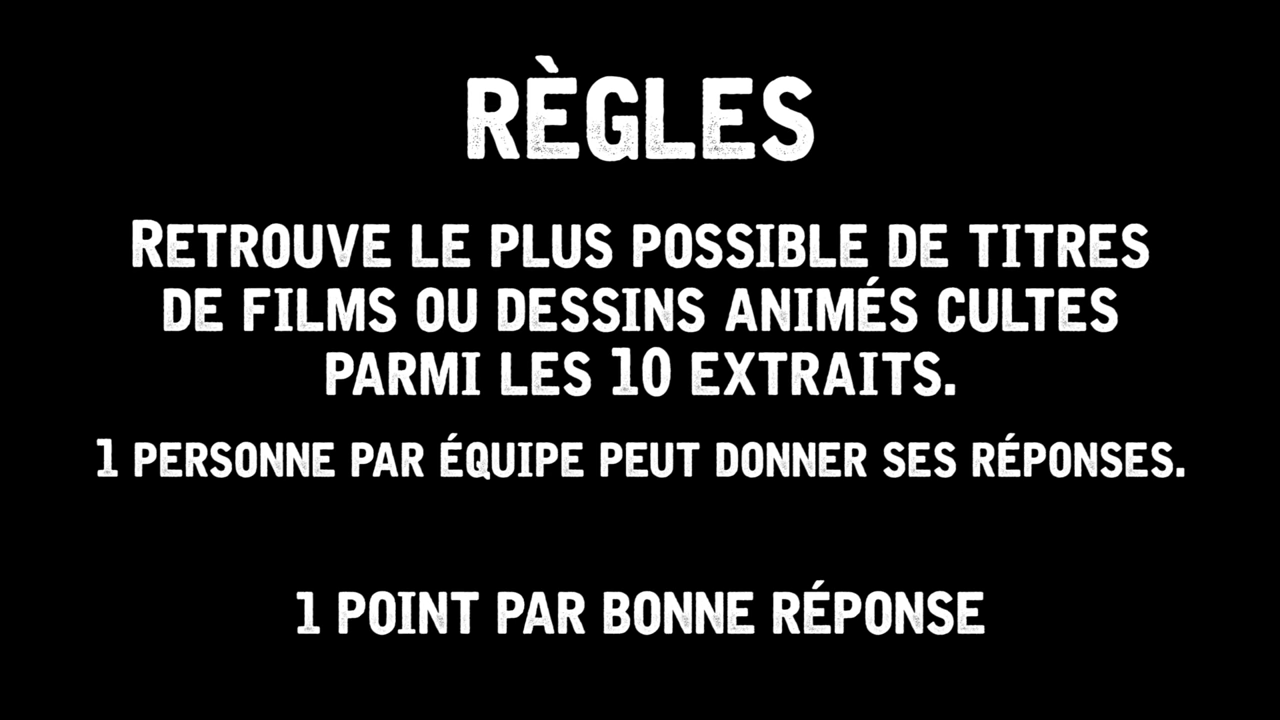 RÈGLES
RETROUVE LE PLUS POSSIBLE DE TITRES
DE FILMS OU DESSINS ANIMÉS CULTES
PARMI LES 10 EXTRAITS.
1 PERSONNE PAR ÉQUIPE PEUT DONNER SES RÉPONSES.
1 POINT PAR BONNE RÉPONSE